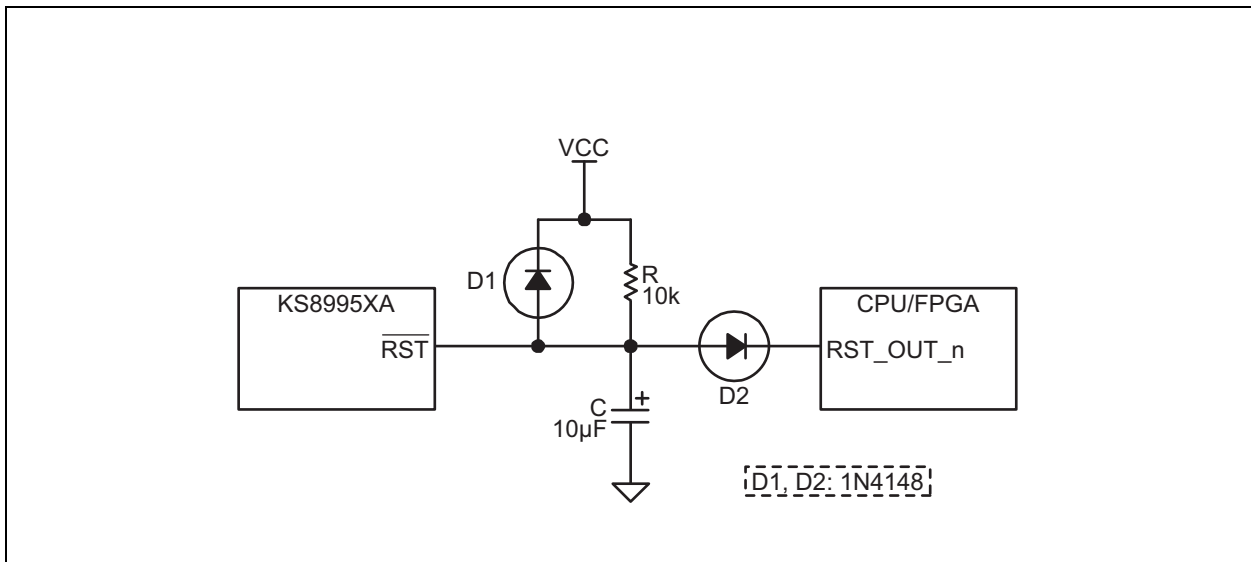 VCC
D1
R
10k
KS8995XA
RST
CPU/FPGA
RST_OUT_n
D2
C
+
10µF
D1, D2: 1N4148